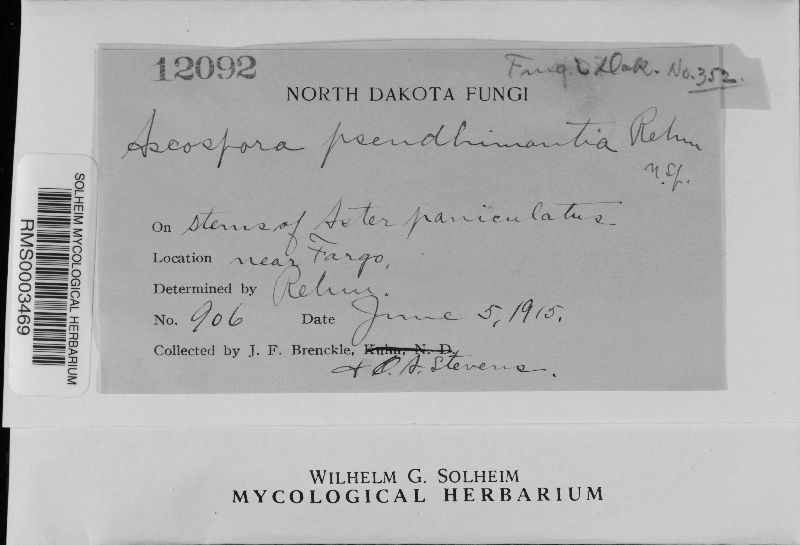 12092
Fung. Dak. No. 352.
NORTH DAKOTA FUNGI
Ascospora pseudhimantia Rehm
n. sp.
On stems of Aster paniculatus
Location near Fargo,
Determined by Rehm.
No. 906 Date June 5, 1915.
Collected by J. F. Brenckle, Kulm, N. D.
& O. A. Stevens.
SOLHEIM MYCOLOGICAL HERBARIUM
RMS0003469
WILHELM G. SOLHEIM
MYCOLOGICAL HERBARIUM